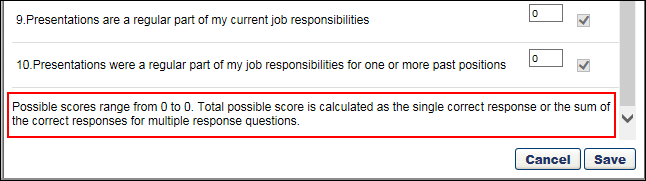 9.Presentations are a regular part of my current job responsibilities
0
10.Presentations were a regular part of my job responsibilities for one or more past positions
0
Possible scores range from 0 to 0. Total possible score is calculated as the single correct response or the sum of
the correct responses for multiple response questions.
Cancel Save